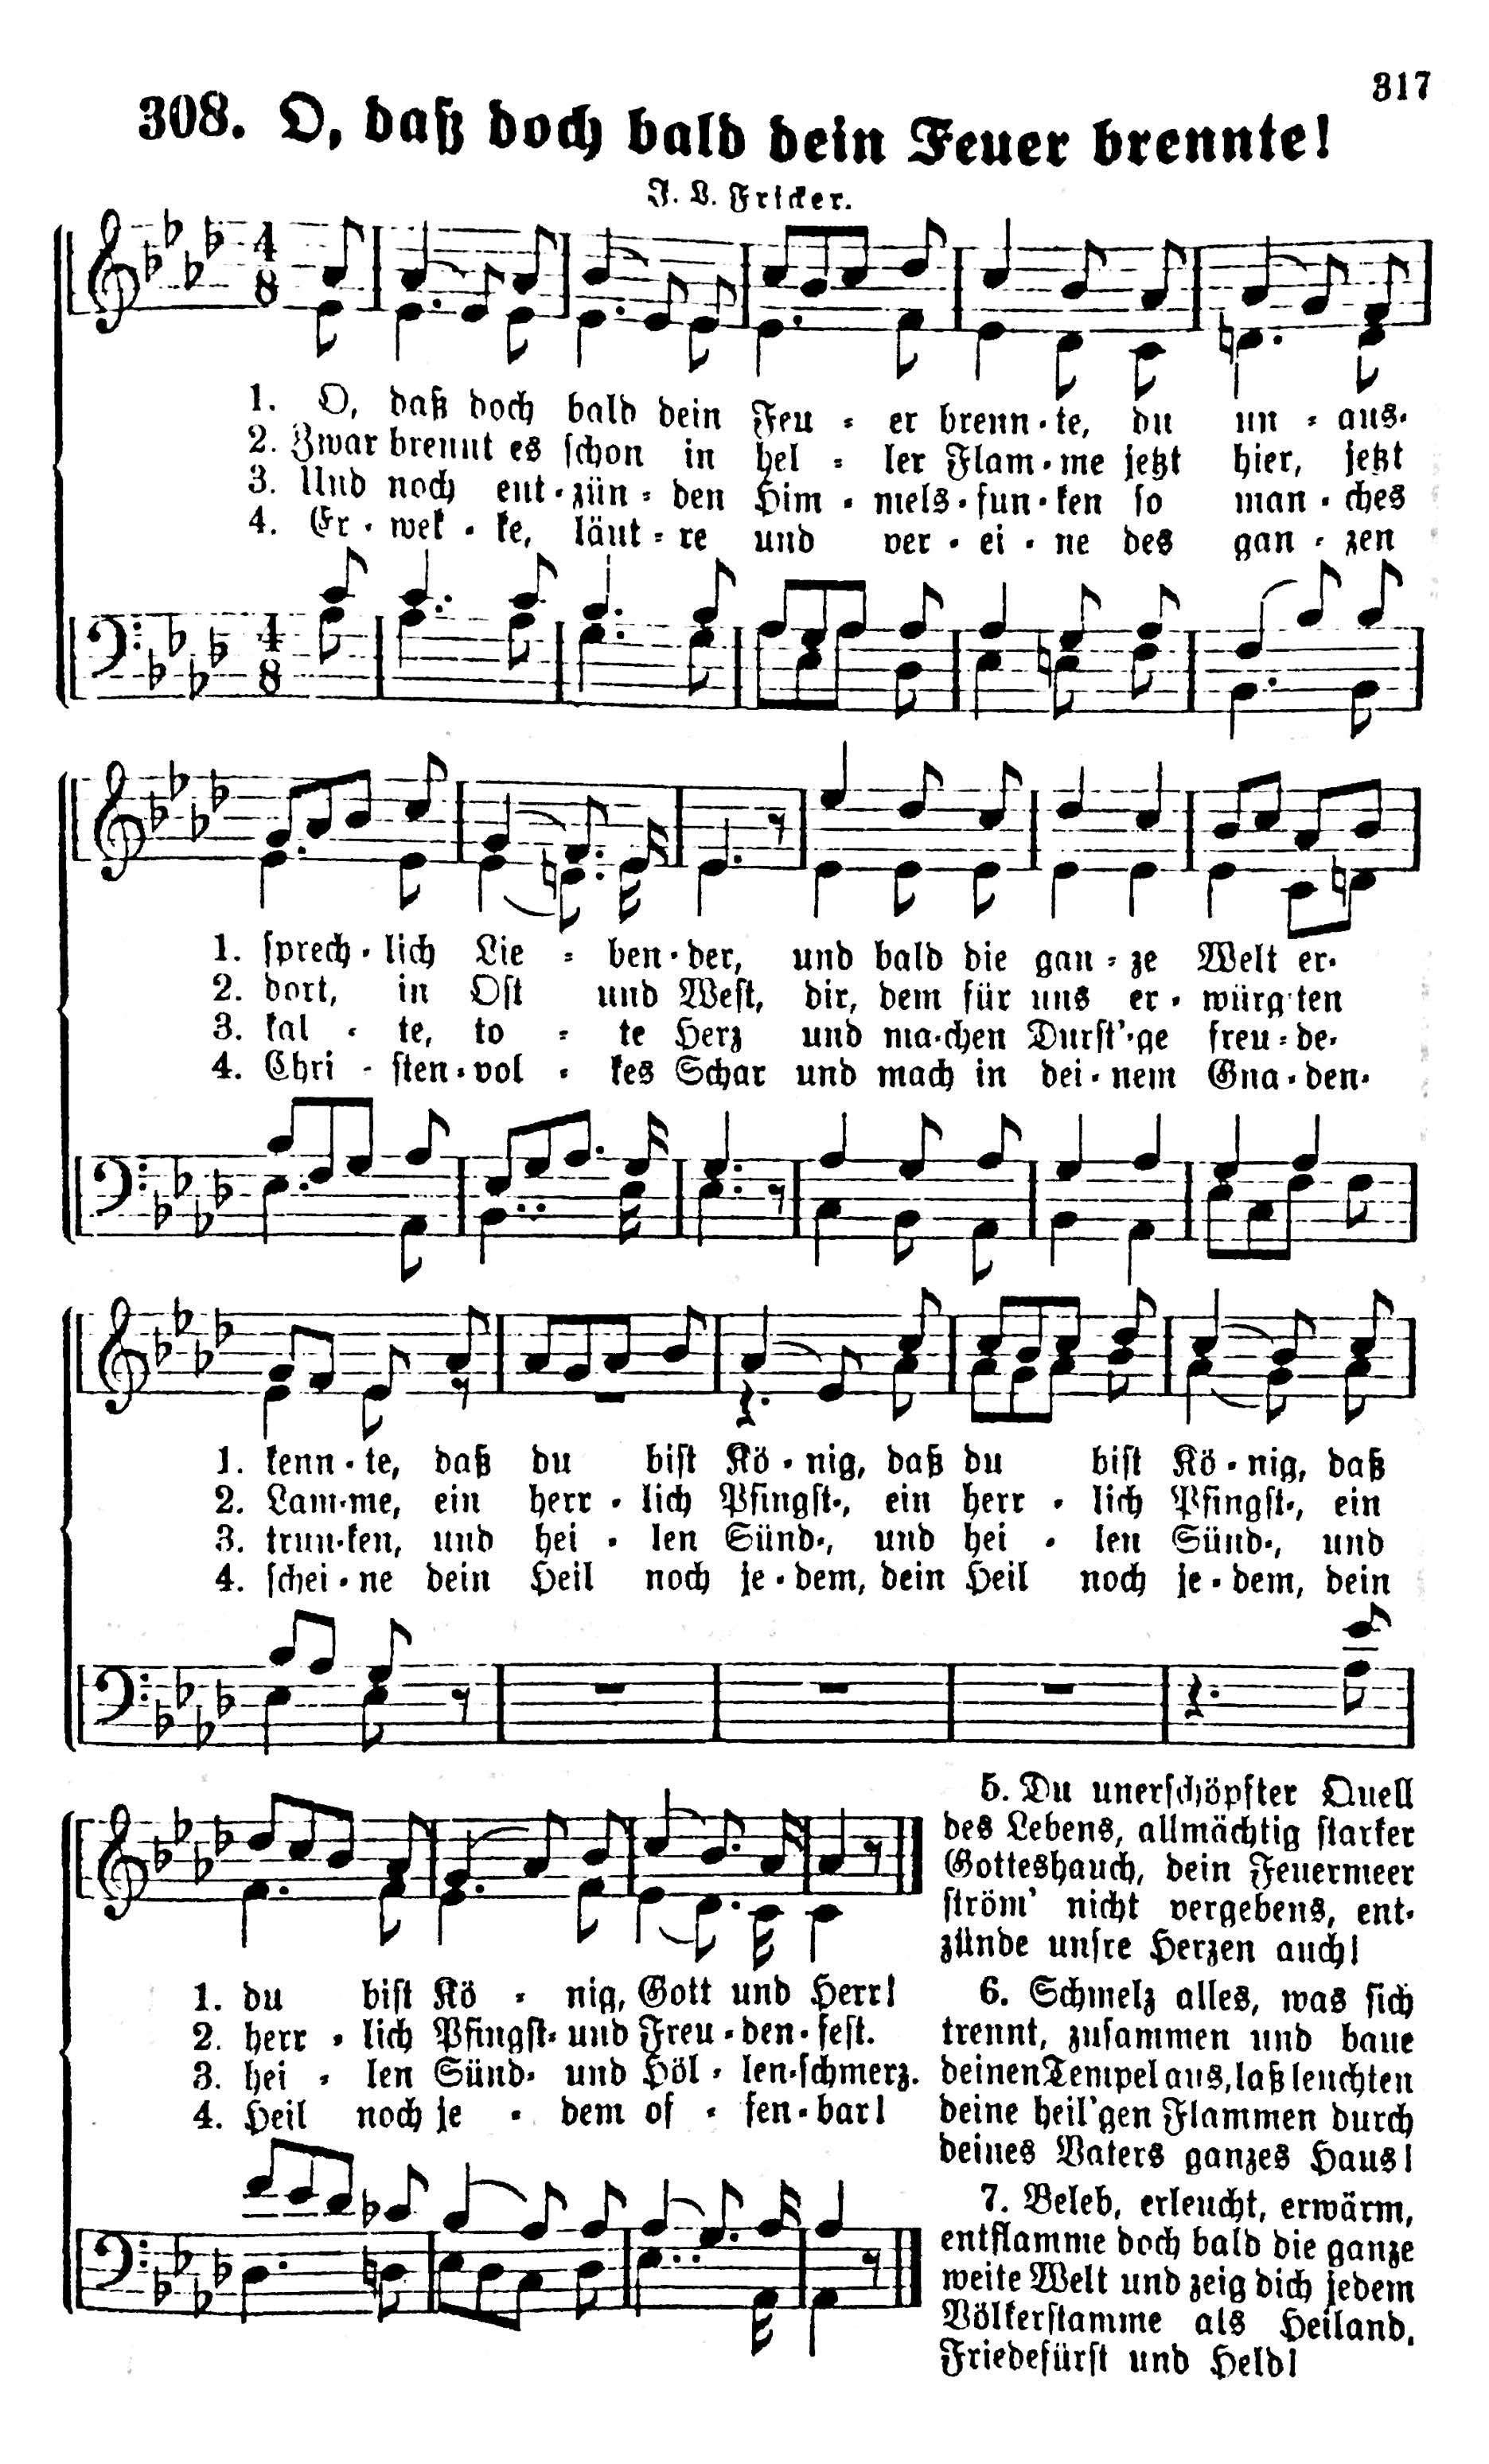 317
308. O, daß doch bald dein Feuer brennte!
J. V. Fricker.
4 8
1. O, daß doch bald dein Feu - er brenn-te, du un - aus-
2. Zwar brennt es schon in hel - ler Flam-me jetzt hier, jetzt
3. Und noch ent-zün - den Him - mels-fun-ken so man - ches
4. Er - wek - ke, läut - re und ver - ei - ne des gan - zen
4 8
1. sprech-lich Lie - ben-der, und bald die gan - ze Welt er-
2. dort, in Ost und West, dir, dem für uns er - würg-ten
3. kal - te, to - te Herz und ma-chen Durst'-ge freu-de-
4. Chri - sten-vol - kes Schar und mach in dei-nem Gna-den-
1. kenn-te, daß du bist Kö-nig, daß du bist Kö-nig, daß
2. Lam-me, ein herr - lich Pfingst-, ein herr - lich Pfingst-, ein
3. trun-ken, und hei - len Sünd-, und hei - len Sünd-, und
4. schei-ne dein Heil noch je-dem, dein Heil noch je-dem, dein
1. du bist Kö - nig, Gott und Herr!
2. herr - lich Pfingst- und Freu-den-fest.
3. hei - len Sünd- und Höl - len-schmerz.
4. Heil noch je - dem of - fen-bar!
5. Du unerschöpfter Quell
des Lebens, allmächtig starker
Gotteshauch, dein Feuermeer
ström' nicht vergebens, ent-
zünde unsre Herzen auch!
6. Schmelz alles, was sich
trennt, zusammen und baue
deinen Tempel aus, laß leuchten
deine heil'gen Flammen durch
deines Vaters ganzes Haus!
7. Beleb, erleucht, erwärm,
entflamme doch bald die ganze
weite Welt und zeig dich jedem
Völkerstamme als Heiland,
Friedefürst und Held!